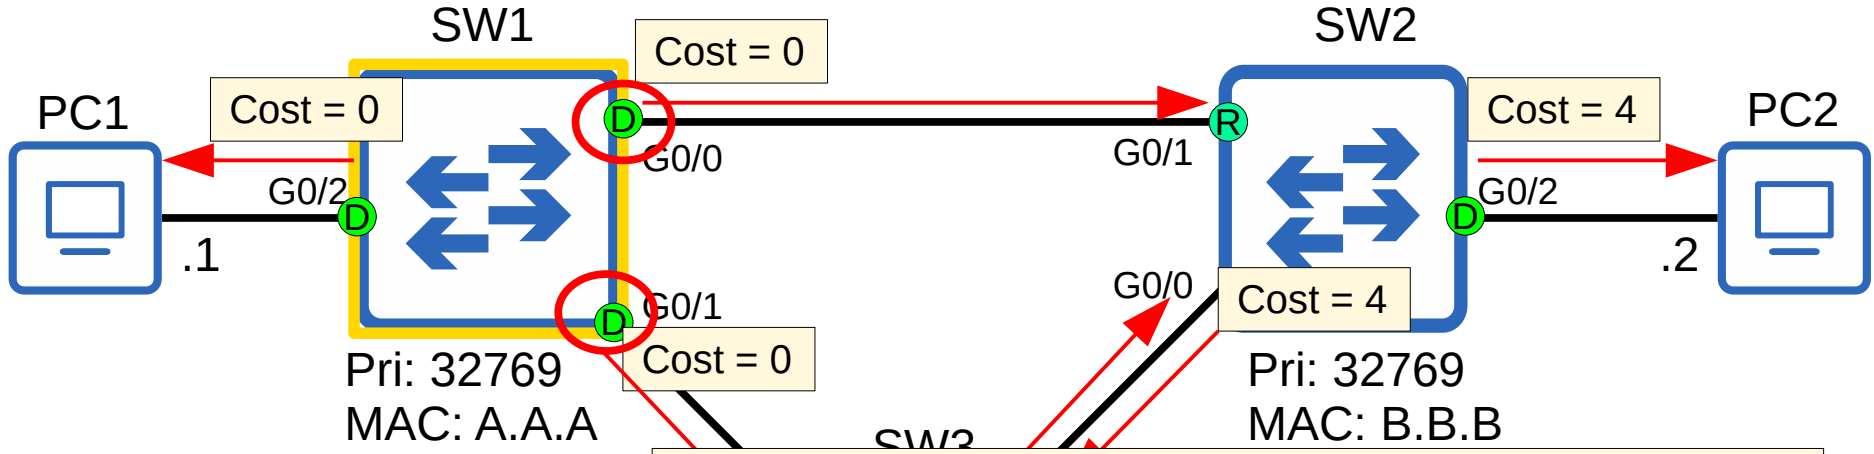 SW1
SW2
Cost = 0
Cost = 0
Cost = 4
PC1
PC2
D
R
G0/0
G0/1
G0/2
G0/2
D
D
.1
.2
G0/0
Cost = 4
G0/1
D
Cost = 0
Pri: 32769
MAC: A.A.A
Pri: 32769
MAC: B.B.B
SW3